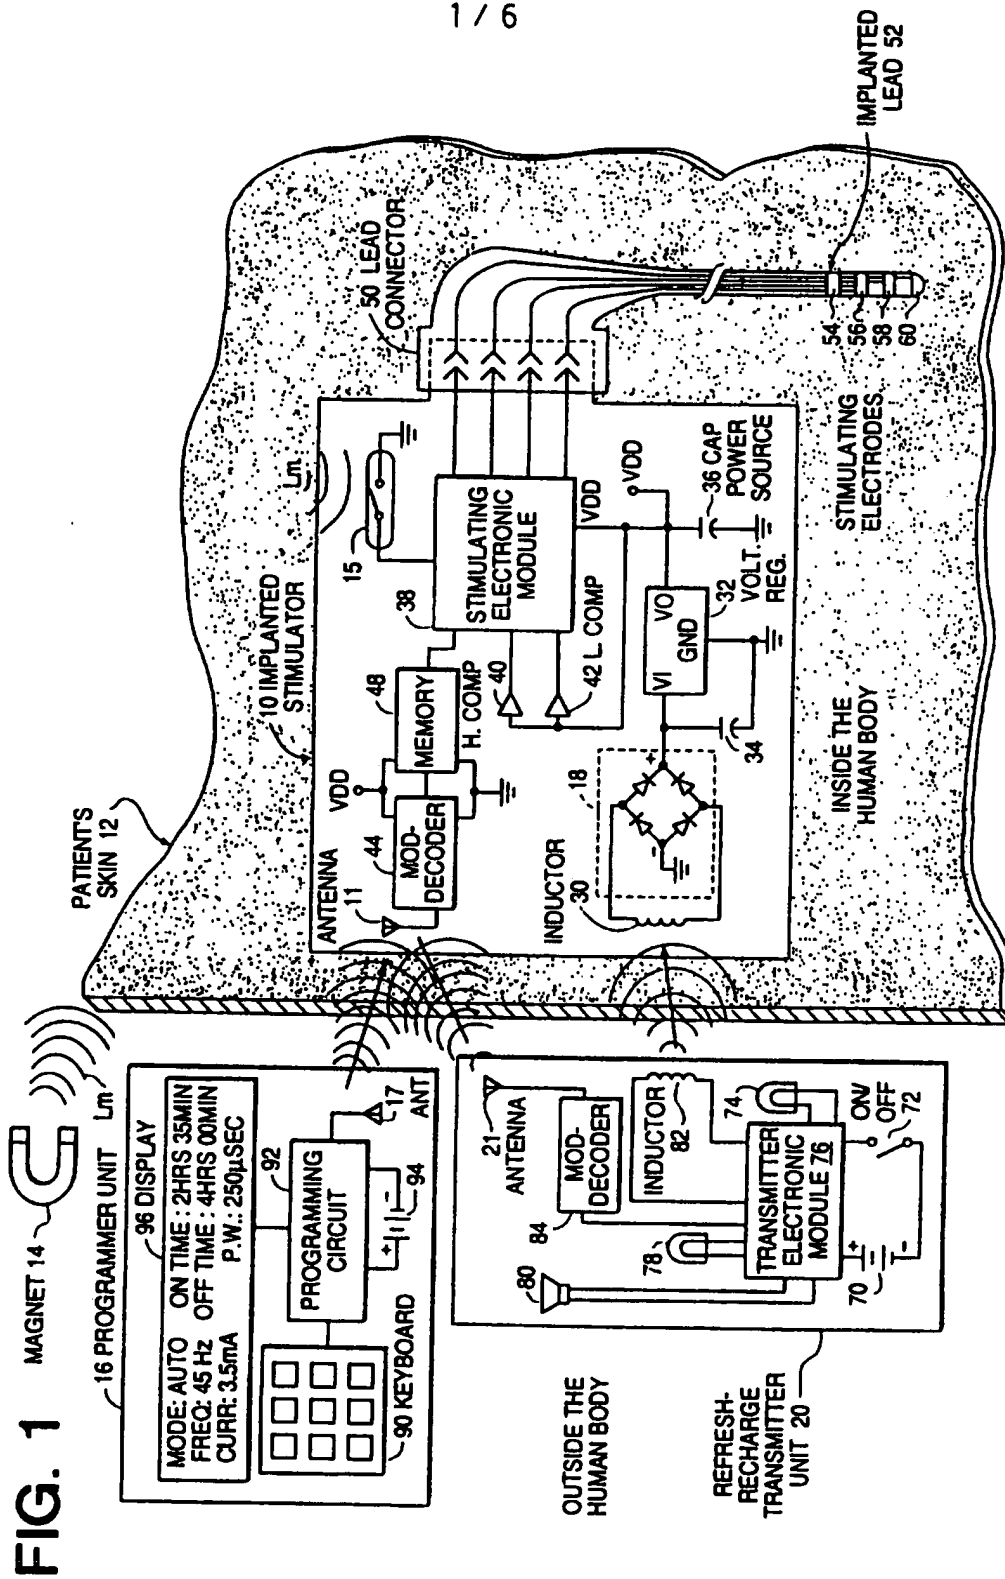 1 / 6
FIG. 1
MAGNET 14
Lm
16 PROGRAMMER UNIT
96 DISPLAY
MODE: AUTO ON TIME : 2HRS 35MIN
FREQ: 45 Hz OFF TIME : 4HRS 00MIN
CURR: 3.5mA P.W.: 250µSEC
92
PROGRAMMING
CIRCUIT
17
ANT
+
-
94
90 KEYBOARD
OUTSIDE THE
HUMAN BODY
REFRESH-
RECHARGE
TRANSMITTER
UNIT 20
21
ANTENNA
MOD-
DECODER
84
INDUCTOR
82
80
78
74
TRANSMITTER
ELECTRONIC
MODULE 76
ON/
OFF
72
+
-
70
PATIENT'S
SKIN 12
10 IMPLANTED
STIMULATOR
Lm
ANTENNA
11
44
MOD-
DECODER
VDD
48
MEMORY
H. COMP
40
42 L. COMP
38
STIMULATING
ELECTRONIC
MODULE
15
VDD
50 LEAD
CONNECTOR
INDUCTOR
30
18
+
-
34
VI
VO
GND
32
VOLT.
REG.
VDD
36 CAP
POWER
SOURCE
INSIDE THE
HUMAN BODY
STIMULATING
ELECTRODES
54
56
58
60
IMPLANTED
LEAD 52